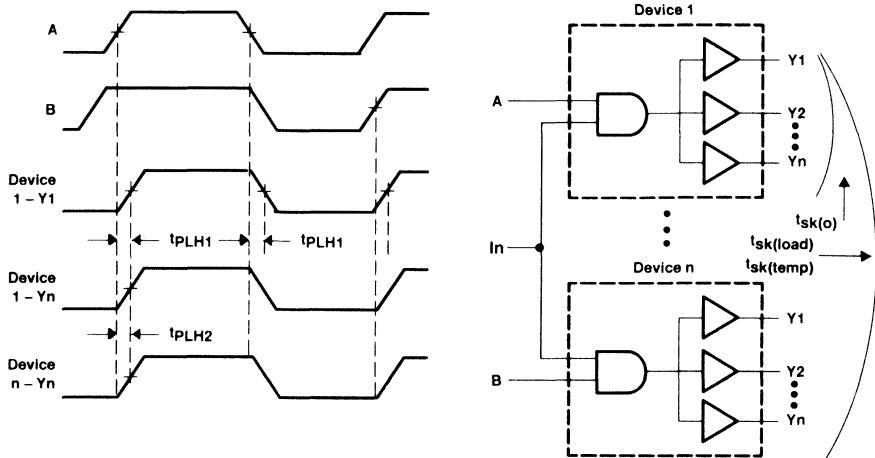 A
B
Device
1 – Y1
tPLH1
tPLH1
Device
1 – Yn
tPLH2
Device
n – Yn
Device 1
A
Y1
Y2
Yn
tsk(o)
tsk(load)
tsk(temp)
In
Device n
B
Y1
Y2
Yn